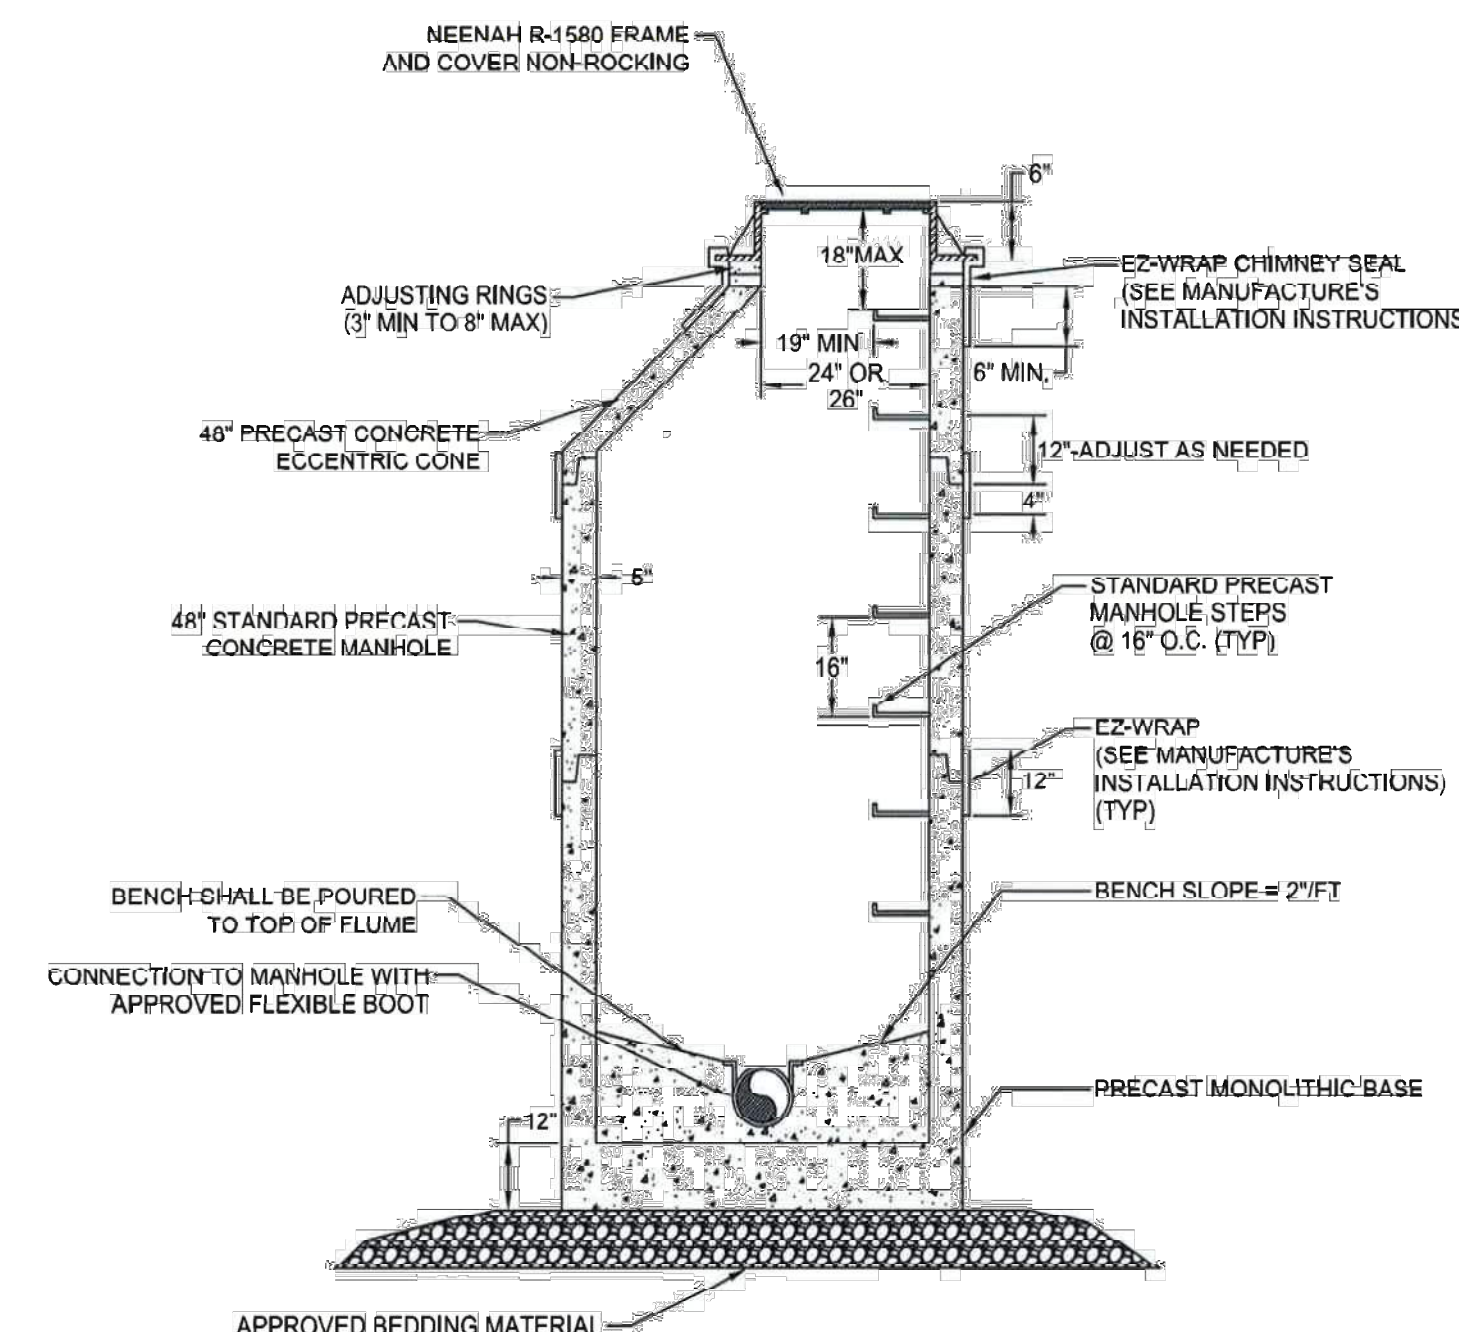 NEENAH R-1580 FRAME
AND COVER NON-ROCKING
6"
18"MAX
EZ-WRAP CHIMNEY SEAL
(SEE MANUFACTURE'S
INSTALLATION INSTRUCTIONS
ADJUSTING RINGS
(3" MIN TO 8" MAX)
19" MIN
24" OR
26"
6" MIN.
48" PRECAST CONCRETE
ECCENTRIC CONE
12"-ADJUST AS NEEDED
4"
5"
STANDARD PRECAST
MANHOLE STEPS
@ 16" O.C. (TYP)
48" STANDARD PRECAST
CONCRETE MANHOLE
16"
EZ-WRAP
(SEE MANUFACTURE'S
INSTALLATION INSTRUCTIONS)
(TYP)
12"
BENCH SHALL BE POURED
TO TOP OF FLUME
BENCH SLOPE = 2"/FT
CONNECTION TO MANHOLE WITH
APPROVED FLEXIBLE BOOT
PRECAST MONOLITHIC BASE
12"
APPROVED BEDDING MATERIAL